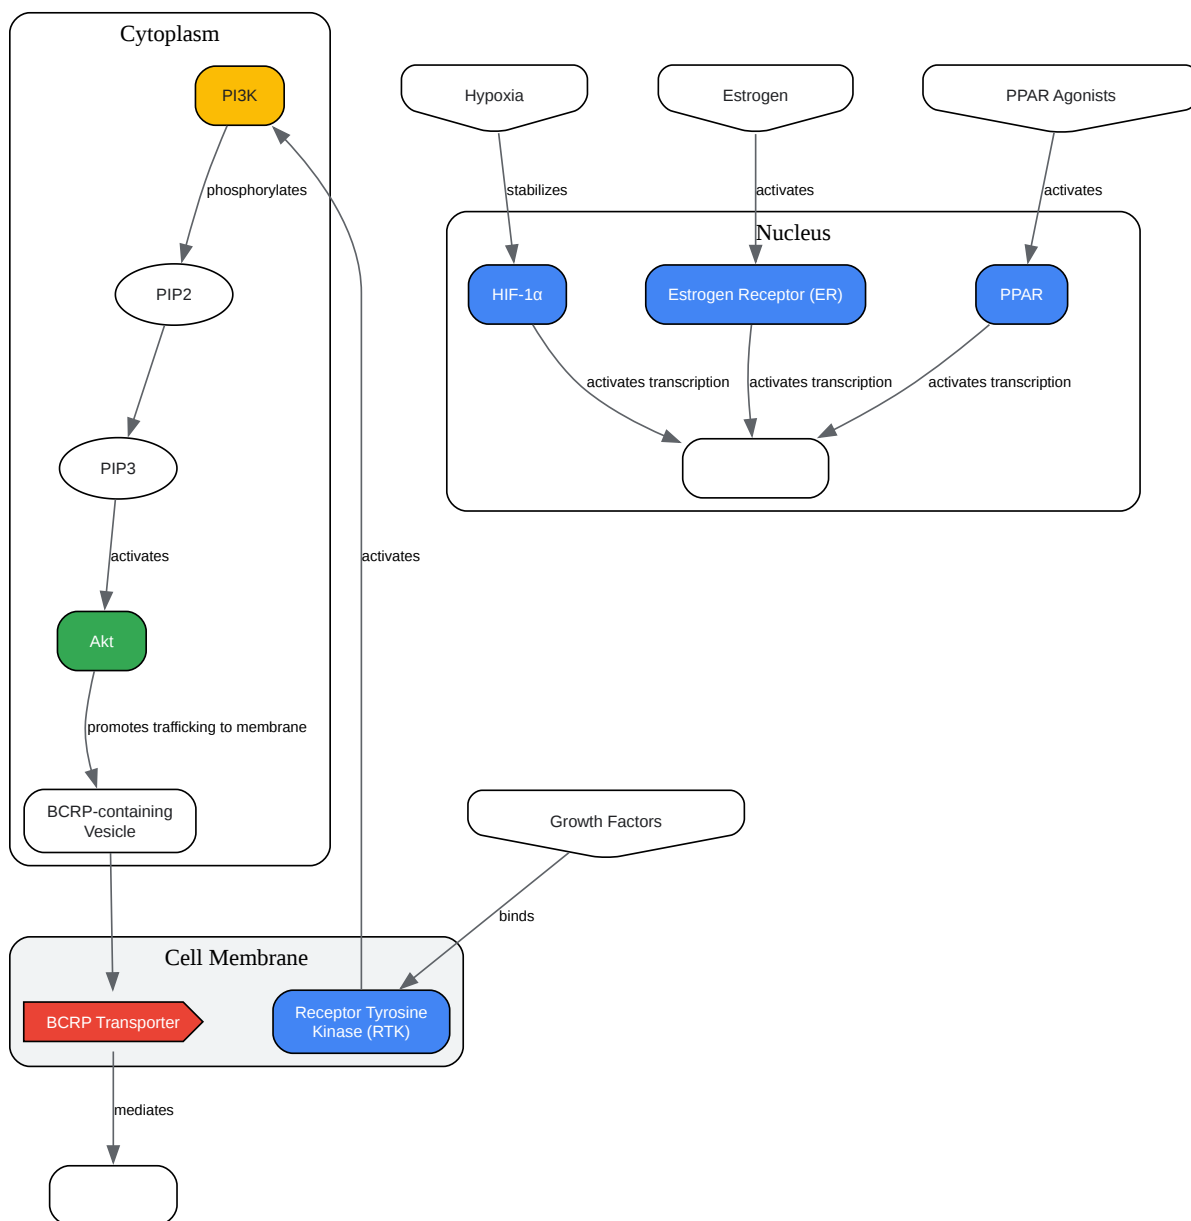 Cytoplasm
PI3K
Hypoxia
Estrogen
PPAR Agonists
phosphorylates
stabilizes
activates
activates
Nucleus
PIP2
HIF-1α
Estrogen Receptor (ER)
PPAR
activates transcription
activates transcription
activates transcription
PIP3
activates
activates
Akt
promotes trafficking to membrane
BCRP-containing
Vesicle
Growth Factors
binds
Cell Membrane
BCRP Transporter
Receptor Tyrosine
Kinase (RTK)
mediates